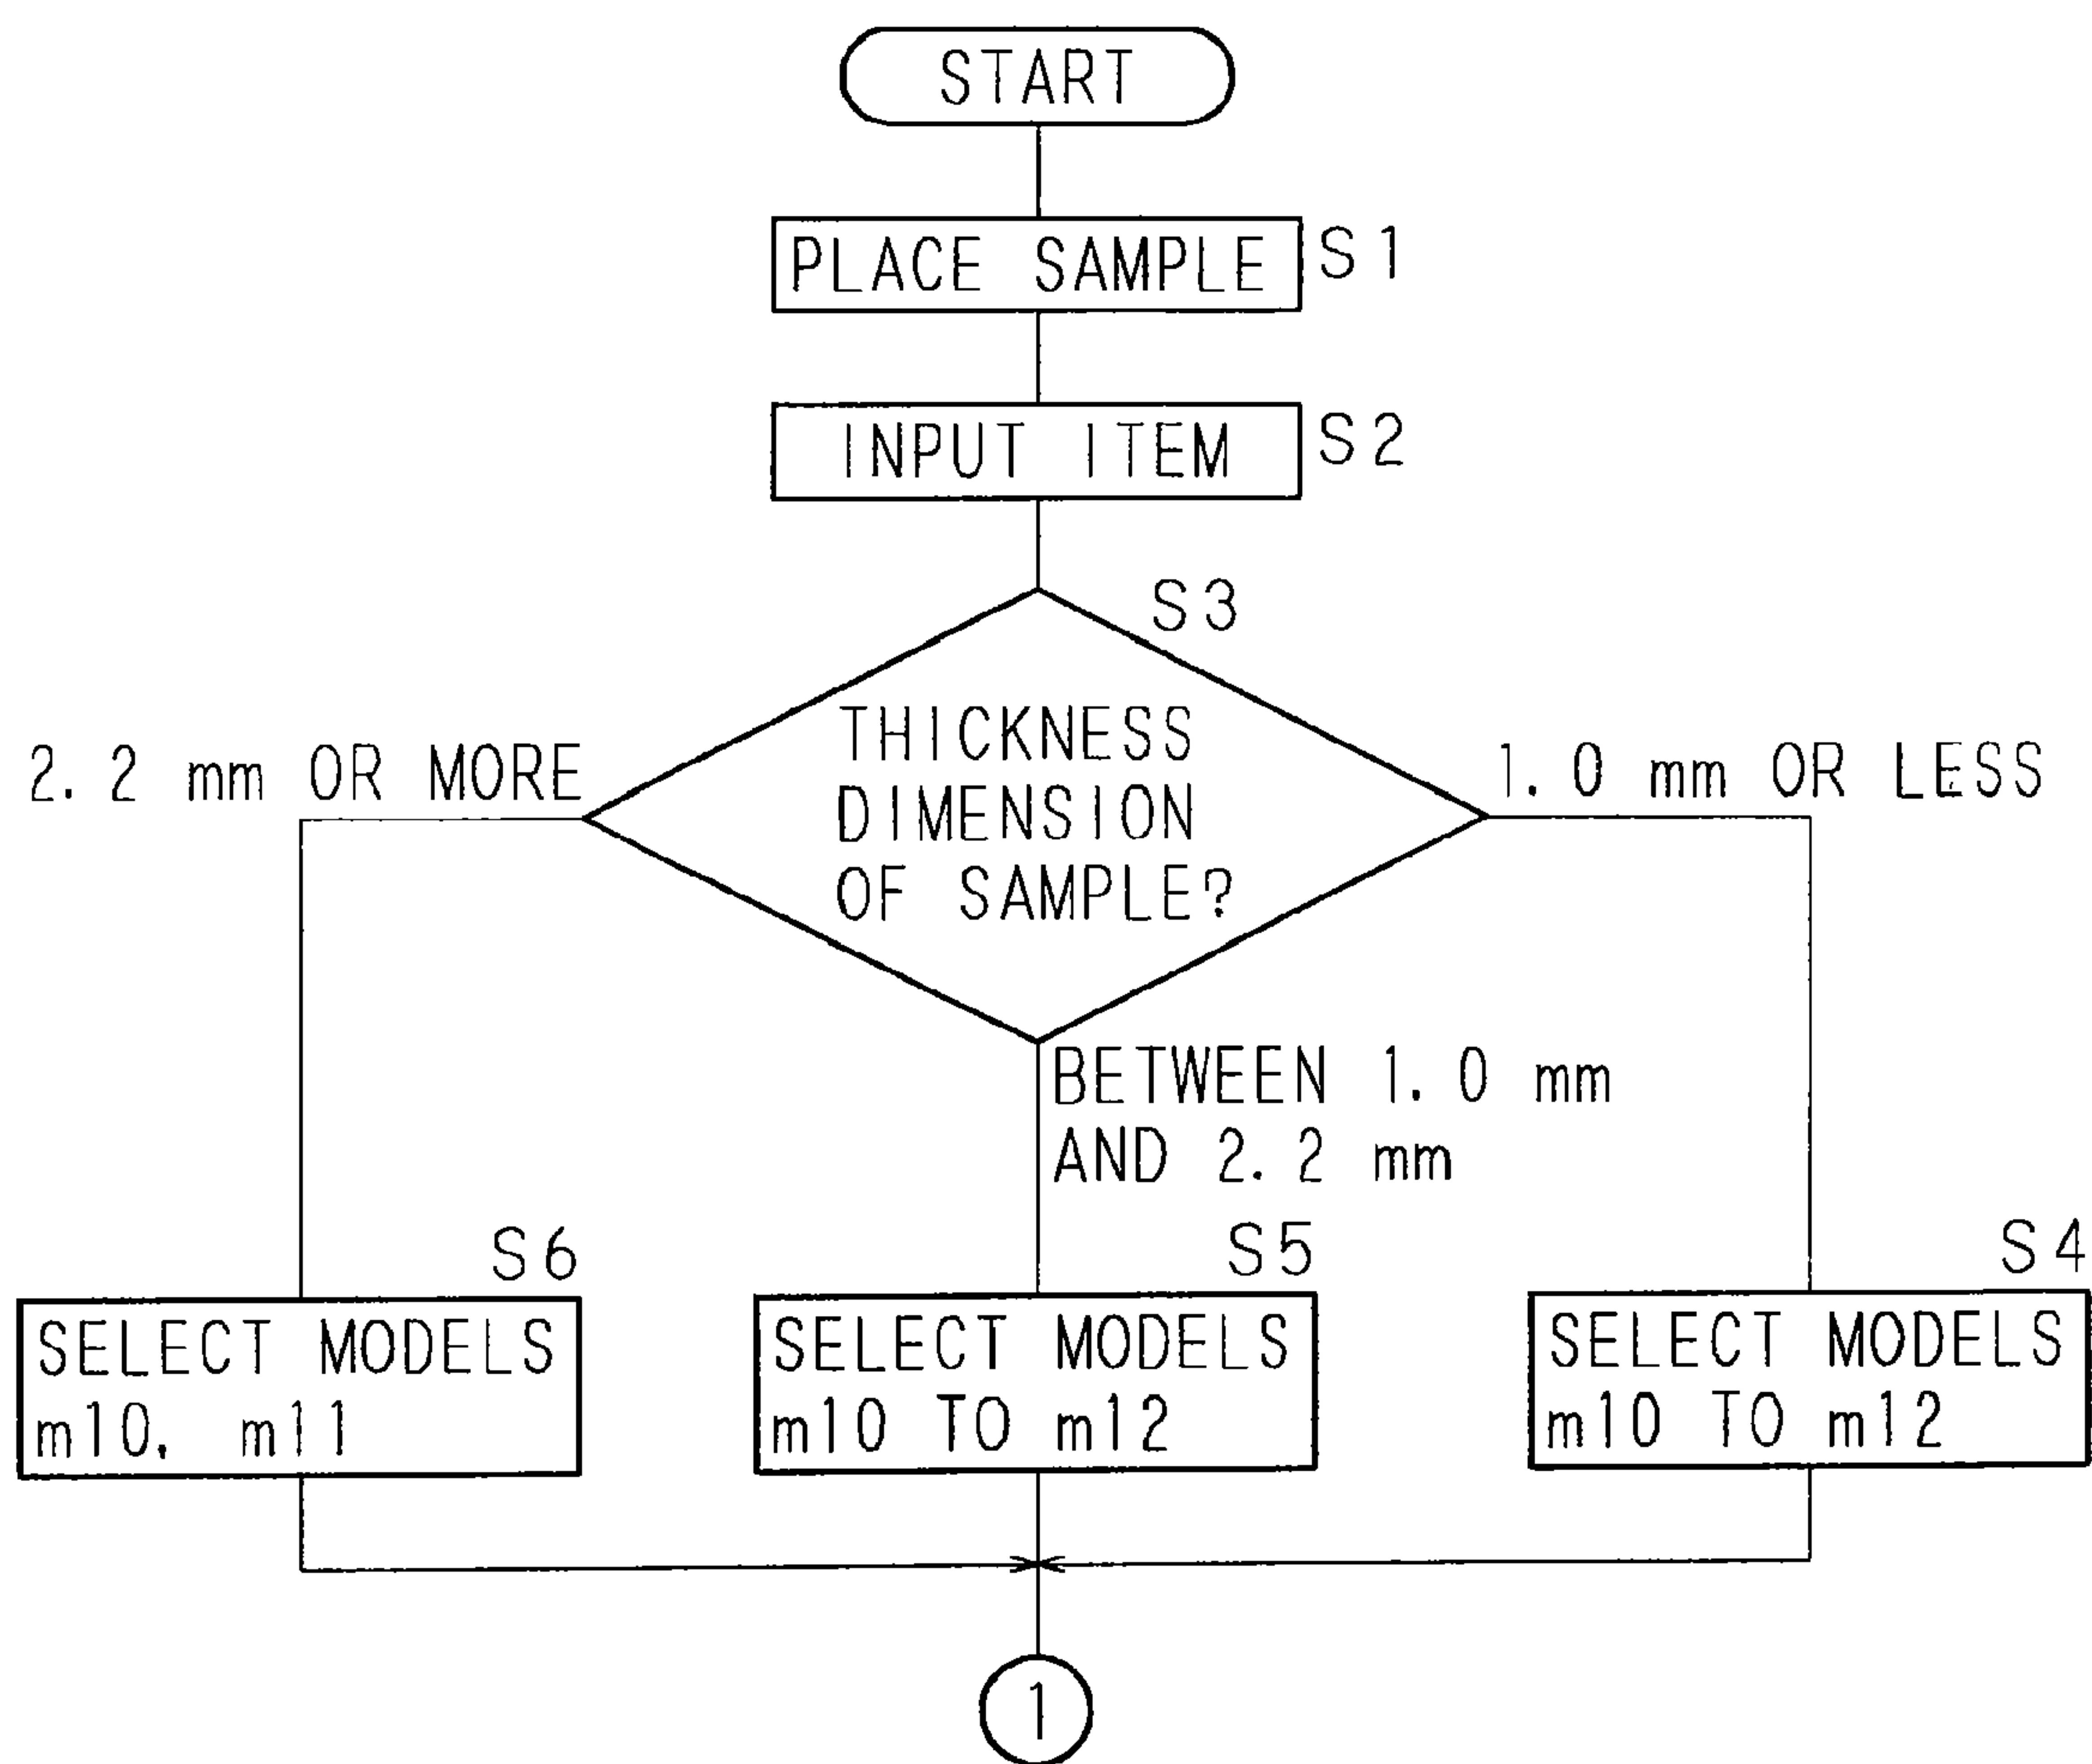 START
PLACE SAMPLE
S1
INPUT ITEM
S2
S3
THICKNESS
DIMENSION
OF SAMPLE?
2.2 mm OR MORE
1.0 mm OR LESS
BETWEEN 1.0 mm
AND 2.2 mm
S6
SELECT MODELS
m10, m11
S5
SELECT MODELS
m10 TO m12
S4
SELECT MODELS
m10 TO m12
1